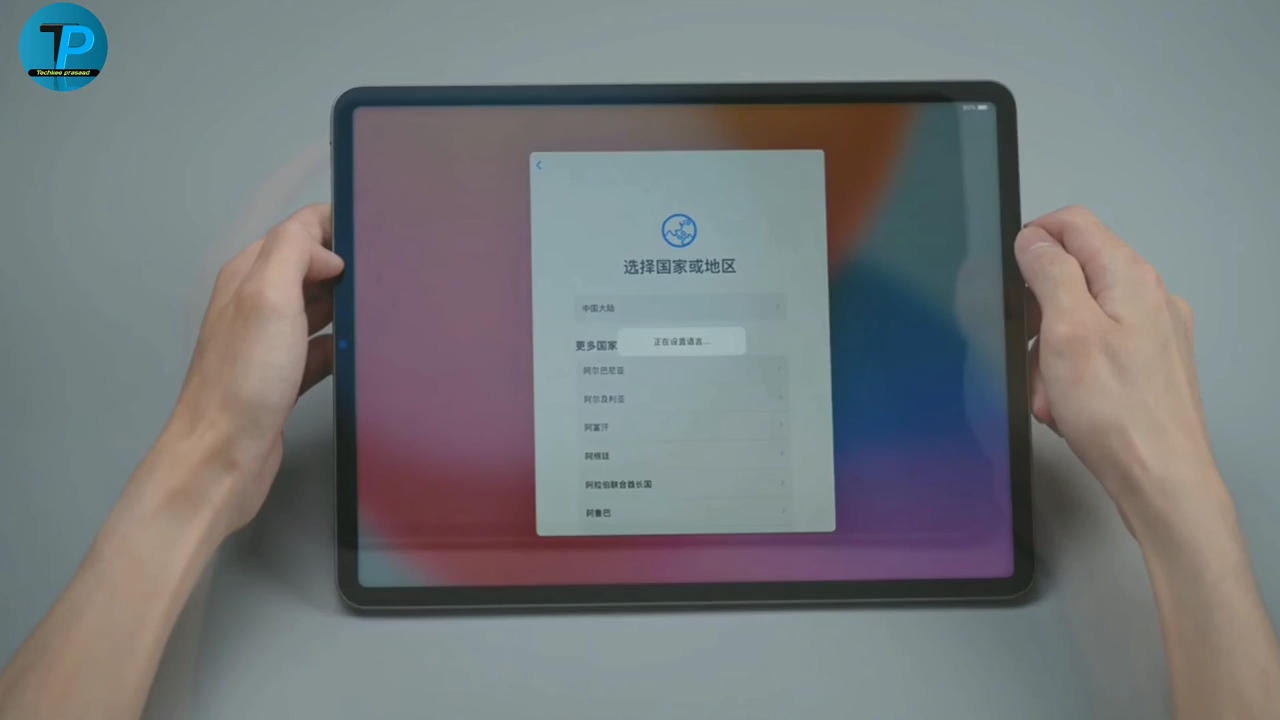 TP
Techkee prasaad
选择国家或地区
中国大陆
正在设置语言...
更多国家
阿尔巴尼亚
阿尔及利亚
阿富汗
阿根廷
阿拉伯联合酋长国
阿鲁巴